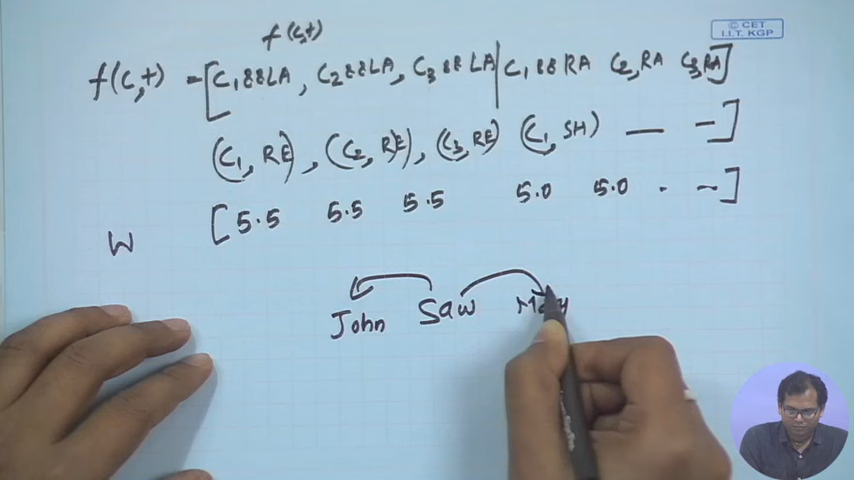 f(c,t)
© CET
I.I.T. KGP
f(c,t) = [C1&&LA, C2&&LA, C3&&LA | C1&&RA C2,RA C3,RA]
(C1, RE), (C2, RE), (C3, RE) (C1, SH) — –]
W [5.5 5.5 5.5 5.0 5.0 . –]
John Saw